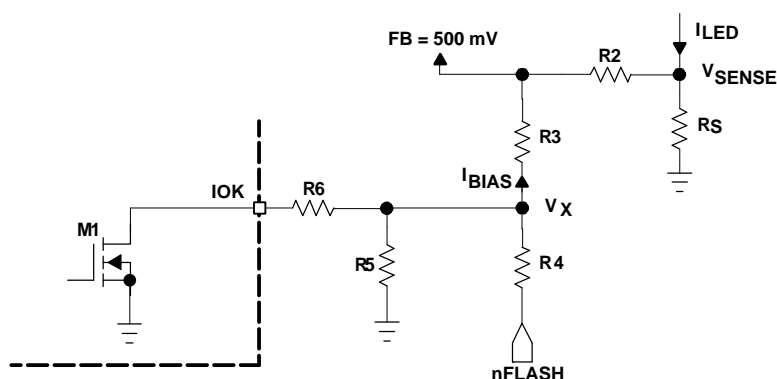 ILED
FB = 500 mV
R2
VSENSE
R3
RS
IBIAS
IOK
R6
VX
M1
R5
R4
nFLASH